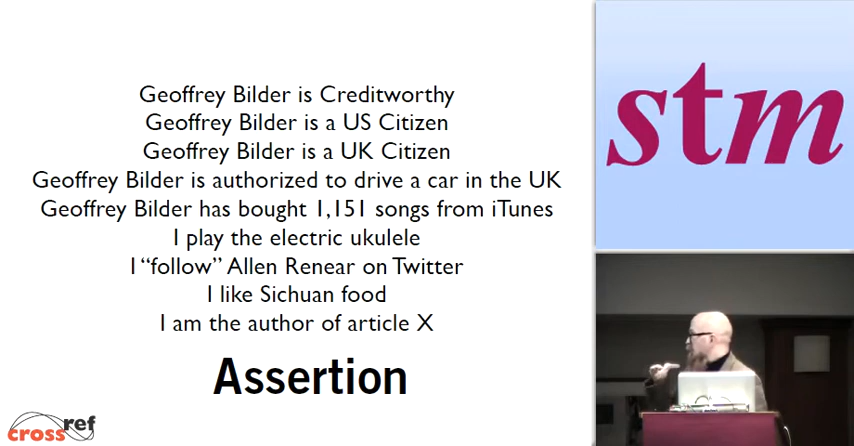 Geoffrey Bilder is Creditworthy
Geoffrey Bilder is a US Citizen
Geoffrey Bilder is a UK Citizen
Geoffrey Bilder is authorized to drive a car in the UK
Geoffrey Bilder has bought 1,151 songs from iTunes
I play the electric ukulele
I “follow” Allen Renear on Twitter
I like Sichuan food
I am the author of article X
Assertion
crossref
stm